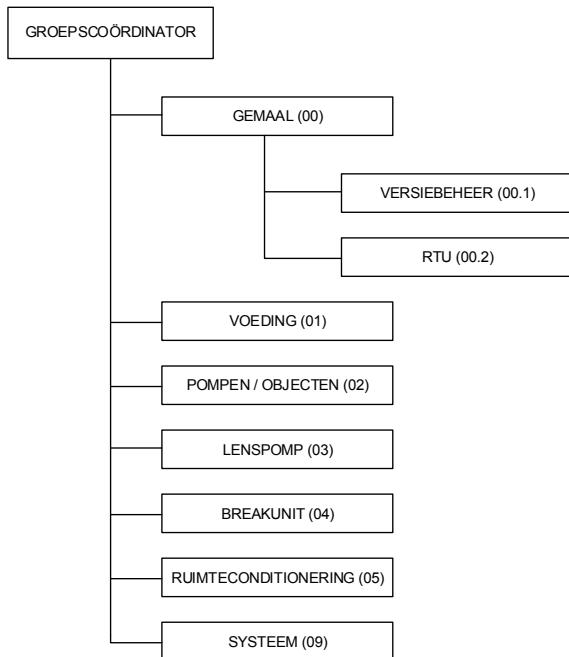 GROEPSCOÖRDINATOR
GEMAAL (00)
VERSIEBEHEER (00.1)
RTU (00.2)
VOEDING (01)
POMPEN / OBJECTEN (02)
LENSPOMP (03)
BREAKUNIT (04)
RUIMTECONDITIONERING (05)
SYSTEEM (09)